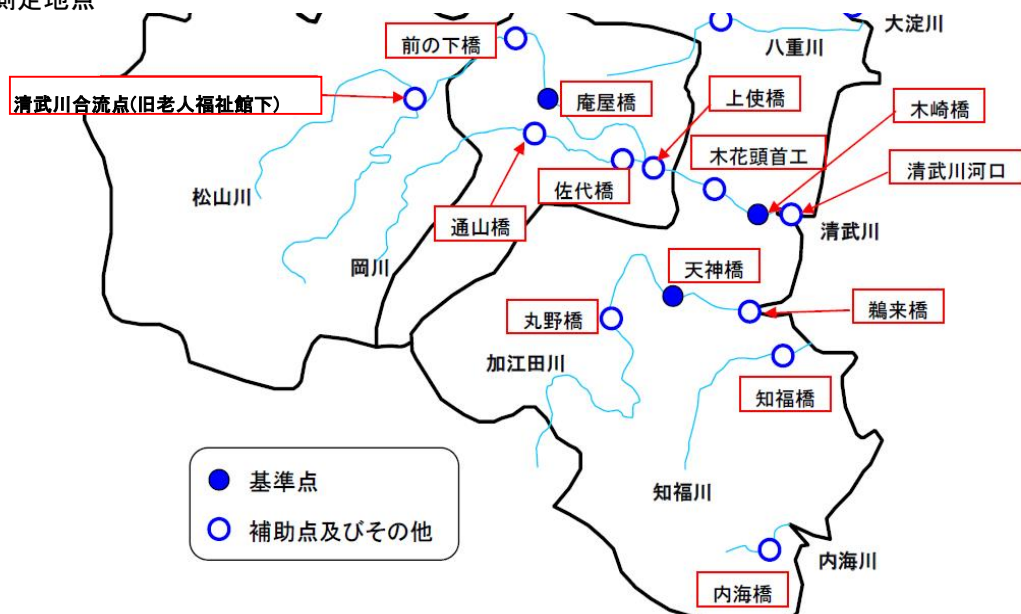 測定地点
大淀川
八重川
前の下橋
清武川合流点(旧老人福祉館下)
庵屋橋
上使橋
木崎橋
木花頭首工
清武川河口
佐代橋
松山川
通山橋
清武川
岡川
天神橋
丸野橋
鵜来橋
加江田川
知福橋
基準点
知福川
補助点及びその他
内海川
内海橋